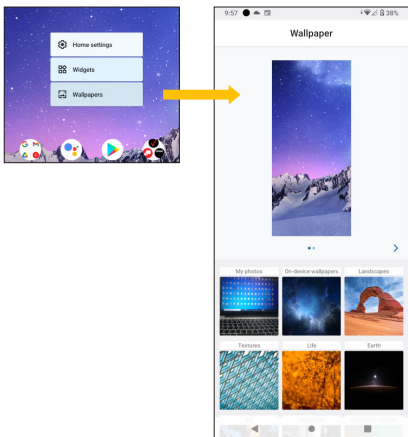 Home settings
Widgets
Wallpapers
9:57 38%
Wallpaper
My photos On-device wallpapers Landscapes
Textures Life Earth